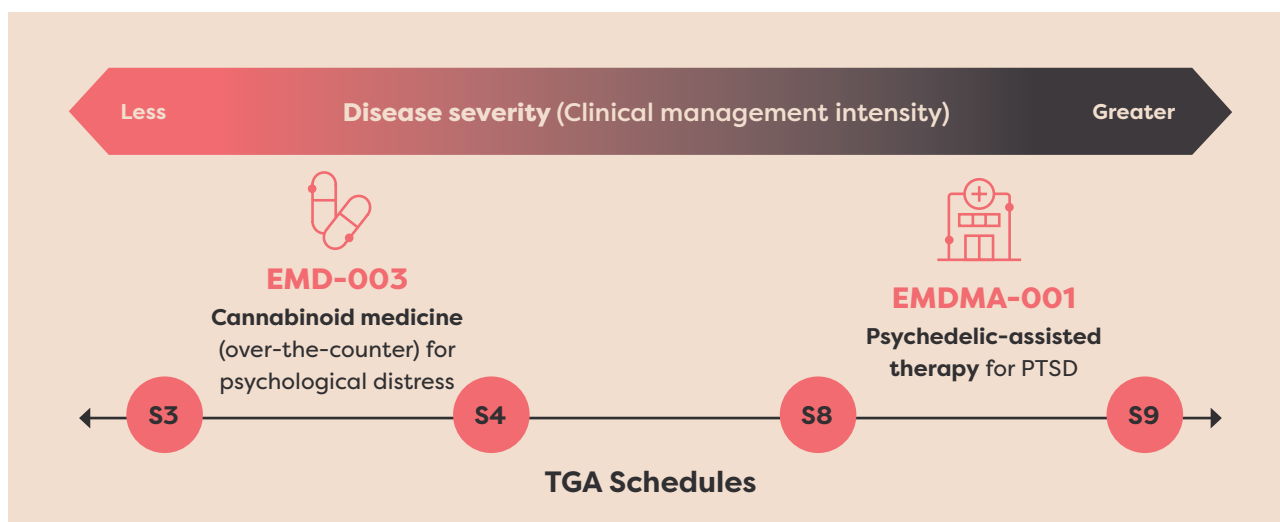 Less
Disease severity (Clinical management intensity)
Greater
EMD-003
Cannabinoid medicine
(over-the-counter) for
psychological distress
EMDMA-001
Psychedelic-assisted
therapy for PTSD
S3
S4
S8
S9
TGA Schedules